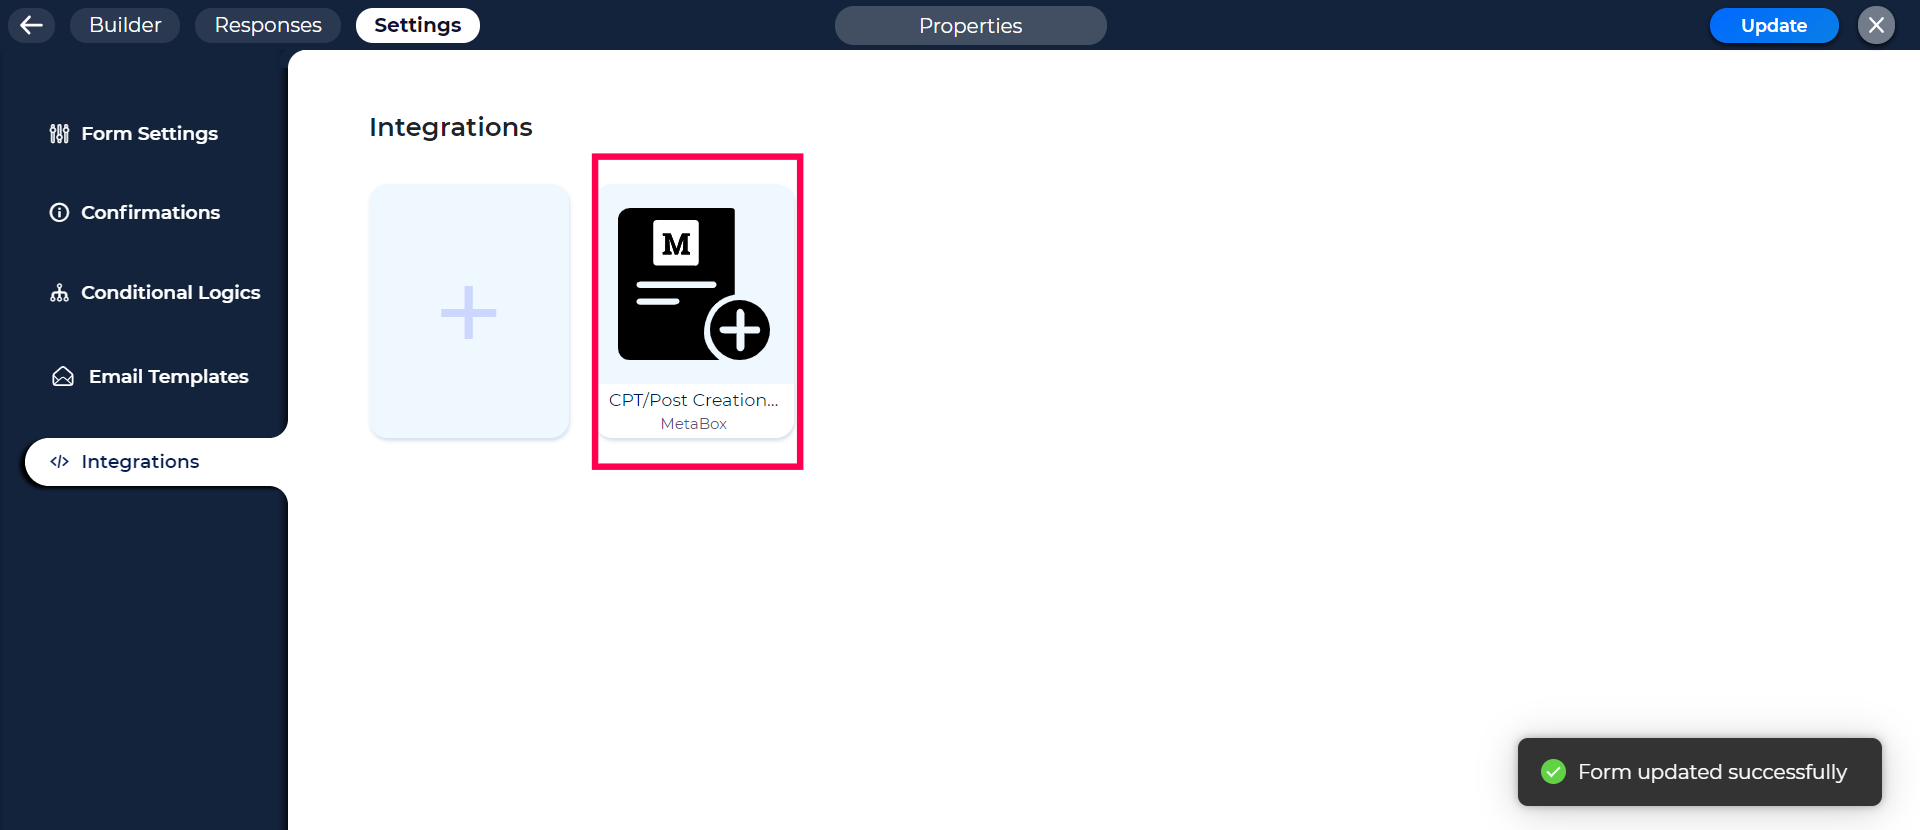 Builder
Responses
Settings
Properties
Update
Form Settings
Confirmations
Conditional Logics
Email Templates
Integrations
Integrations
M
CPT/Post Creation...
MetaBox
Form updated successfully